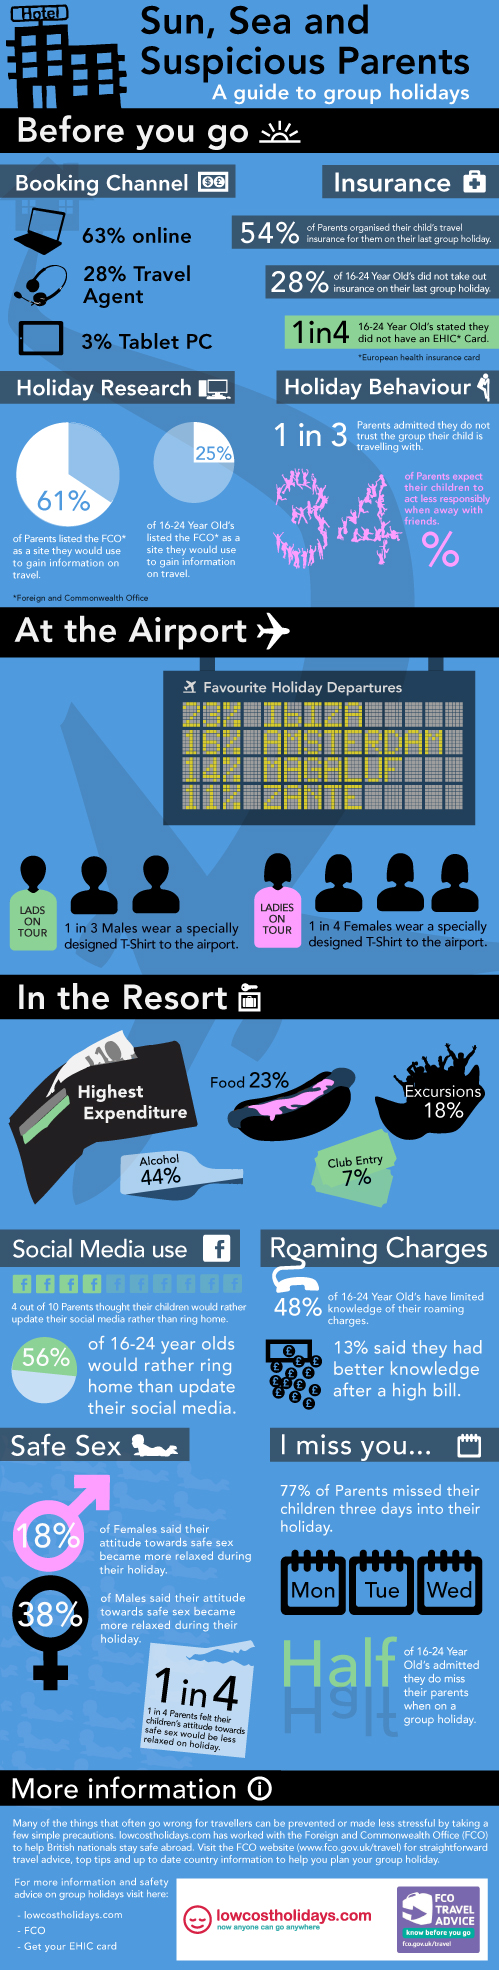 Hotel
Sun, Sea and
Suspicious Parents
A guide to group holidays
Before you go
Booking Channel
63% online
28% Travel
Agent
3% Tablet PC
Insurance
54%
of Parents organised their child's travel
insurance for them on their last group holiday.
28%
of 16-24 Year Old's did not take out
insurance on their last group holiday.
1in4
16-24 Year Old's stated they
did not have an EHIC* Card.
*European health insurance card
Holiday Research
61%
of Parents listed the FCO*
as a site they would use
to gain information on
travel.
25%
of 16-24 Year Old's
listed the FCO* as a
site they would use
to gain information
on travel.
*Foreign and Commonwealth Office
Holiday Behaviour
1 in 3
Parents admitted they do not
trust the group their child is
travelling with.
34
%
of Parents expect
their children to
act less responsibly
when away with
friends.
At the Airport
Favourite Holiday Departures
23% IBIZA
18% AMSTERDAM
14% MAGALUF
11% ZANTE
LADS
ON
TOUR
1 in 3 Males wear a specially
designed T-Shirt to the airport.
LADIES
ON
TOUR
1 in 4 Females wear a specially
designed T-Shirt to the airport.
In the Resort
£10
Highest
Expenditure
Food 23%
Excursions
18%
Alcohol
44%
Club Entry
7%
Social Media use
4 out of 10 Parents thought their children would rather
update their social media rather than ring home.
56%
of 16-24 year olds
would rather ring
home than update
their social media.
Roaming Charges
48%
of 16-24 Year Old's have limited
knowledge of their roaming
charges.
13% said they had
better knowledge
after a high bill.
Safe Sex
18%
of Females said their
attitude towards safe sex
became more relaxed during
their holiday.
38%
of Males said their attitude
towards safe sex became
more relaxed during their
holiday.
1 in 4
1 in 4 Parents felt their
children's attitude towards
safe sex would be less
relaxed on holiday.
I miss you...
77% of Parents missed their
children three days into their
holiday.
Mon
Tue
Wed
Half
of 16-24 Year
Old's admitted
they do miss
their parents
when on a
group holiday.
More information
Many of the things that often go wrong for travellers can be prevented or made less stressful by taking a
few simple precautions. lowcostholidays.com has worked with the Foreign and Commonwealth Office (FCO)
to help British nationals stay safe abroad. Visit the FCO website (www.fco.gov.uk/travel) for straightforward
travel advice, top tips and up to date country information to help you plan your group holiday.
For more information and safety
advice on group holidays visit here:
- lowcostholidays.com
- FCO
- Get your EHIC card
lowcostholidays.com
now anyone can go anywhere
FCO
TRAVEL
ADVICE
know before you go
fco.gov.uk/travel